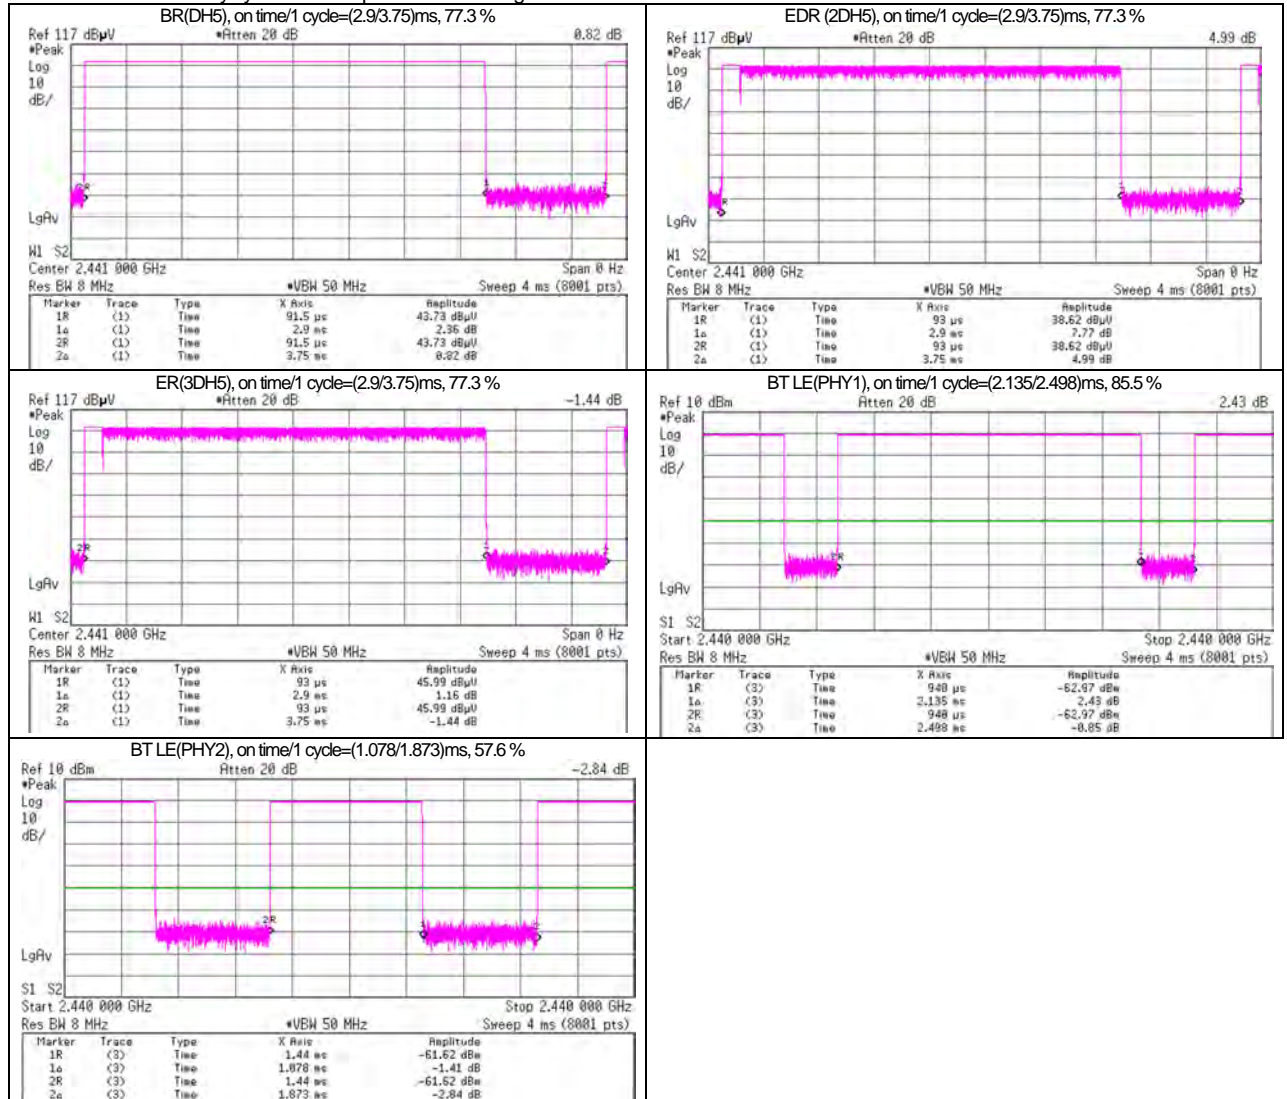 BR(DH5), on time/1 cycle=(2.9/3.75)ms, 77.3 %
Ref 117 dBµV *Atten 20 dB 0.82 dB
*Peak
Log
10
dB/
2R
1
LgAv
W1 S2
Center 2.441 000 GHz Span 0 Hz
Res BW 8 MHz *VBW 50 MHz Sweep 4 ms (8001 pts)
Marker Trace Type X Axis Amplitude
1R (1) Time 91.5 µs 43.73 dBµV
1Δ (1) Time 2.9 ms 2.36 dB
2R (1) Time 91.5 µs 43.73 dBµV
2Δ (1) Time 3.75 ms 0.82 dB
EDR (2DH5), on time/1 cycle=(2.9/3.75)ms, 77.3 %
Ref 117 dBµV *Atten 20 dB 4.99 dB
*Peak
Log
10
dB/
R
LgAv
W1 S2
Center 2.441 000 GHz Span 0 Hz
Res BW 8 MHz *VBW 50 MHz Sweep 4 ms (8001 pts)
Marker Trace Type X Axis Amplitude
1R (1) Time 93 µs 38.62 dBµV
1Δ (1) Time 2.9 ms 7.77 dB
2R (1) Time 93 µs 38.62 dBµV
2Δ (1) Time 3.75 ms 4.99 dB
ER(3DH5), on time/1 cycle=(2.9/3.75)ms, 77.3 %
Ref 117 dBµV *Atten 20 dB -1.44 dB
*Peak
Log
10
dB/
2R
LgAv
W1 S2
Center 2.441 000 GHz Span 0 Hz
Res BW 8 MHz *VBW 50 MHz Sweep 4 ms (8001 pts)
Marker Trace Type X Axis Amplitude
1R (1) Time 93 µs 45.99 dBµV
1Δ (1) Time 2.9 ms 1.16 dB
2R (1) Time 93 µs 45.99 dBµV
2Δ (1) Time 3.75 ms -1.44 dB
BT LE(PHY1), on time/1 cycle=(2.135/2.498)ms, 85.5 %
Ref 10 dBm Atten 20 dB 2.43 dB
*Peak
Log
10
dB/
LgAv
S1 S2
Start 2.440 000 GHz Stop 2.440 000 GHz
Res BW 8 MHz *VBW 50 MHz Sweep 4 ms (8001 pts)
Marker Trace Type X Axis Amplitude
1R (3) Time 940 µs -62.97 dBm
1Δ (3) Time 2.135 ms 2.43 dB
2R (3) Time 940 µs -62.97 dBm
2Δ (3) Time 2.498 ms -0.85 dB
BT LE(PHY2), on time/1 cycle=(1.078/1.873)ms, 57.6 %
Ref 10 dBm Atten 20 dB -2.84 dB
*Peak
Log
10
dB/
2R
LgAv
S1 S2
Start 2.440 000 GHz Stop 2.440 000 GHz
Res BW 8 MHz *VBW 50 MHz Sweep 4 ms (8001 pts)
Marker Trace Type X Axis Amplitude
1R (3) Time 1.44 ms -61.62 dBm
1Δ (3) Time 1.078 ms -1.41 dB
2R (3) Time 1.44 ms -61.62 dBm
2Δ (3) Time 1.873 ms -2.84 dB